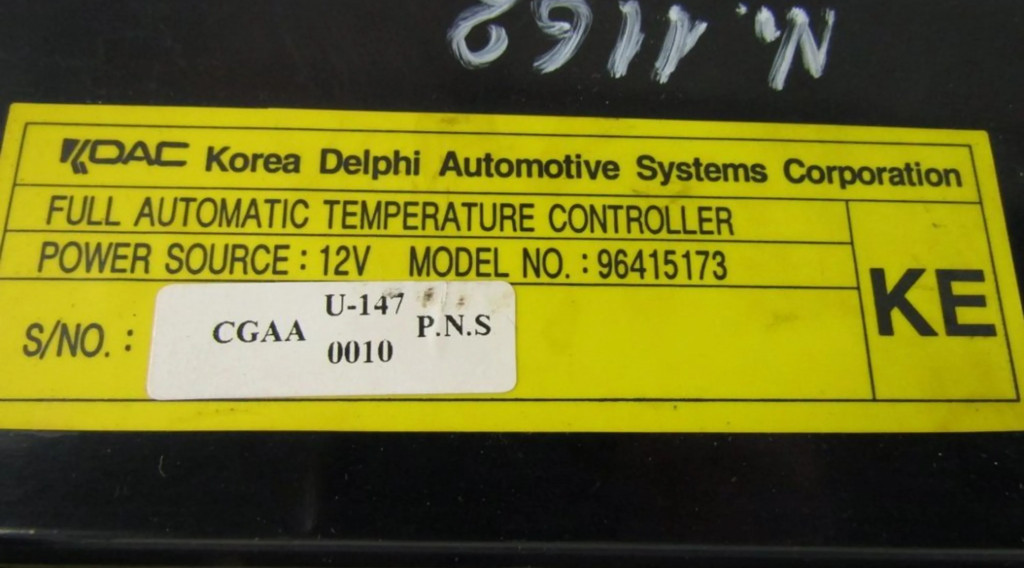 KDAC Korea Delphi Automotive Systems Corporation
FULL AUTOMATIC TEMPERATURE CONTROLLER
POWER SOURCE : 12V MODEL NO. : 96415173
KE
S/NO. : CGAA U-147 0010 P.N.S